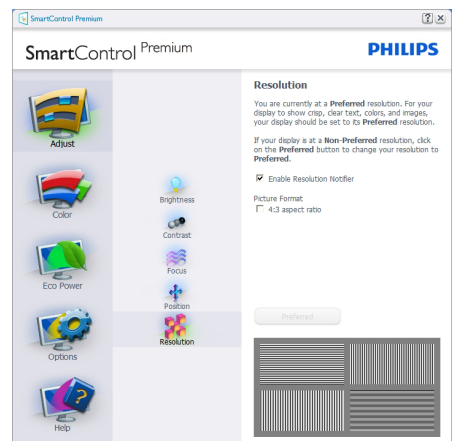 SmartControl Premium
SmartControl Premium
PHILIPS
Adjust
Color
Eco Power
Options
Help
Brightness
Contrast
Focus
Position
Resolution
Resolution
You are currently at a Preferred resolution. For your
display to show crisp, clear text, colors, and images,
your display should be set to its Preferred resolution.
If your display is at a Non-Preferred resolution, click
on the Preferred button to change your resolution to
Preferred.
Enable Resolution Notifier
Picture Format
4:3 aspect ratio
Preferred